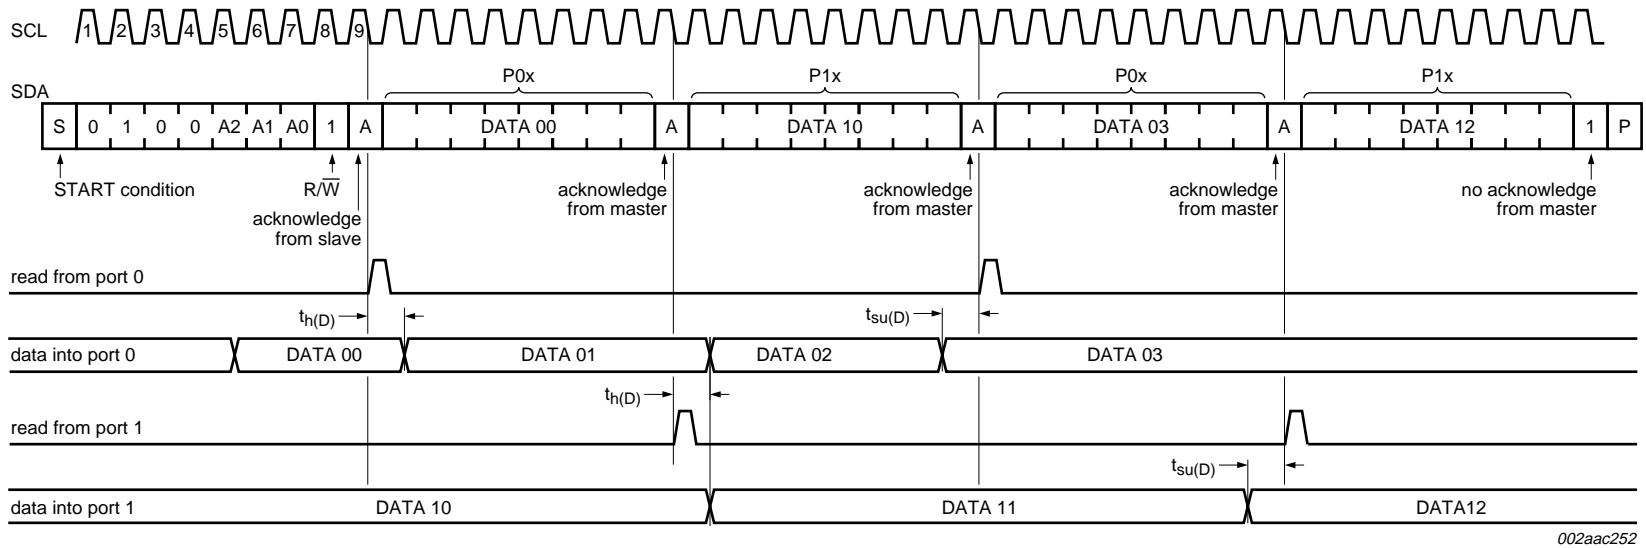 SCL 1 2 3 4 5 6 7 8 9
P0x P1x P0x P1x
SDA
S 0 1 0 0 A2 A1 A0 1 A DATA 00 A DATA 10 A DATA 03 A DATA 12 1 P
START condition R/W̅ acknowledge acknowledge acknowledge no acknowledge
from master from master from master from master
acknowledge
from slave
read from port 0
th(D) tsu(D)
data into port 0 DATA 00 DATA 01 DATA 02 DATA 03
th(D)
read from port 1
tsu(D)
data into port 1 DATA 10 DATA 11 DATA12
002aac252